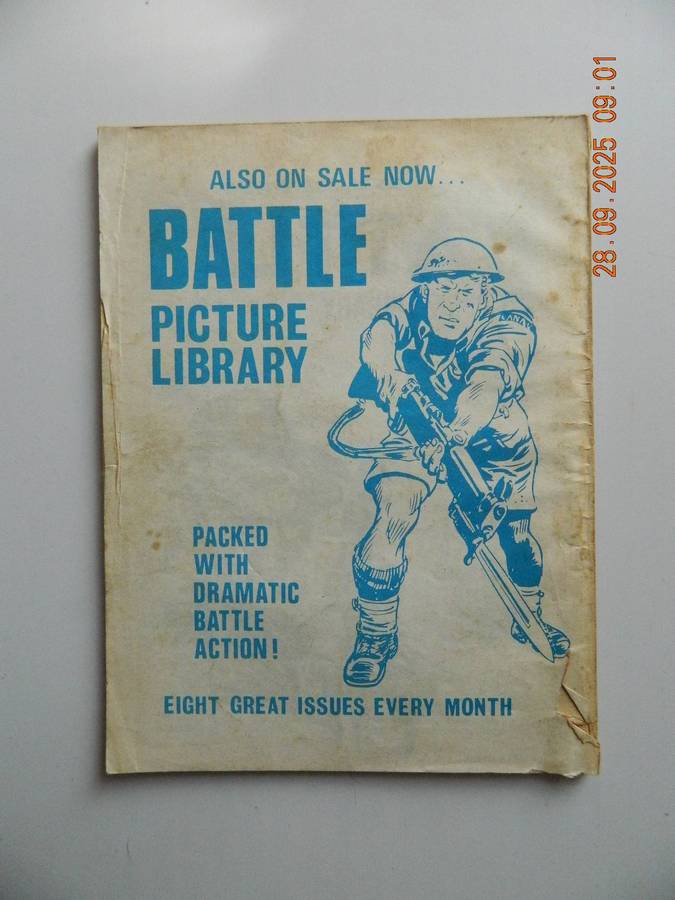 ALSO ON SALE NOW...
BATTLE
PICTURE
LIBRARY
CANADA
PACKED
WITH
DRAMATIC
BATTLE
ACTION!
EIGHT GREAT ISSUES EVERY MONTH
28.09.2025 09:01